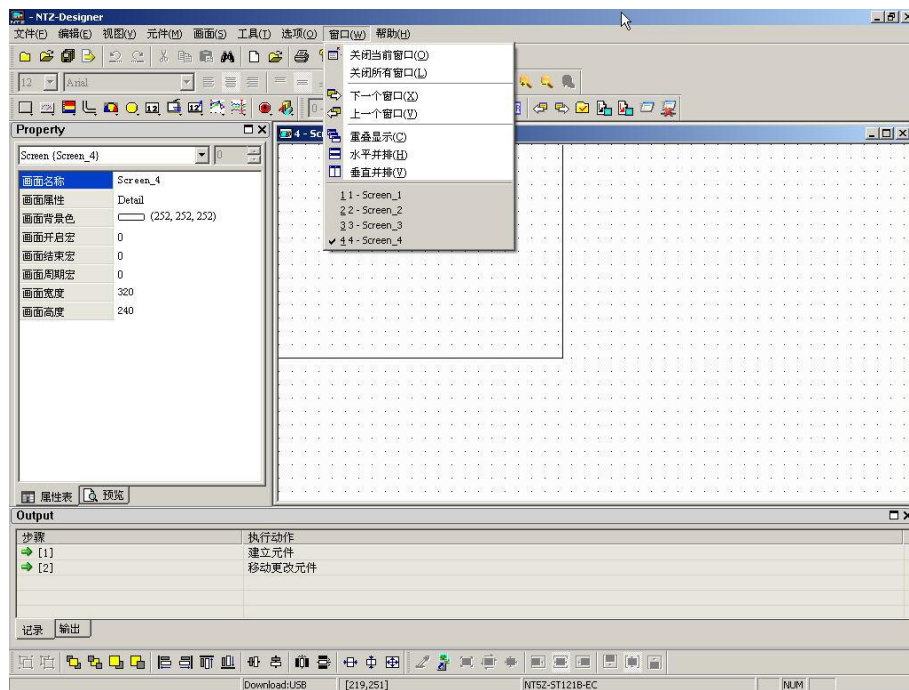 - NTZ-Designer
文件(F) 编辑(E) 视图(V) 元件(M) 画面(S) 工具(T) 选项(O) 窗口(W) 帮助(H)
12 Arial
Property
Screen {Screen_4} 0
画面名称 Screen_4
画面属性 Detail
画面背景色 (252, 252, 252)
画面开启宏 0
画面结束宏 0
画面周期宏 0
画面宽度 320
画面高度 240
属性表 预览
关闭当前窗口(O)
关闭所有窗口(L)
下一个窗口(X)
上一个窗口(V)
重叠显示(C)
水平并排(H)
垂直并排(V)
1 1 - Screen_1
2 2 - Screen_2
3 3 - Screen_3
4 4 - Screen_4
4 - Sc
Output
步骤 执行动作
[1] 建立元件
[2] 移动更改元件
记录 输出
Download:USB [219,251] NT5Z-ST121B-EC NUM